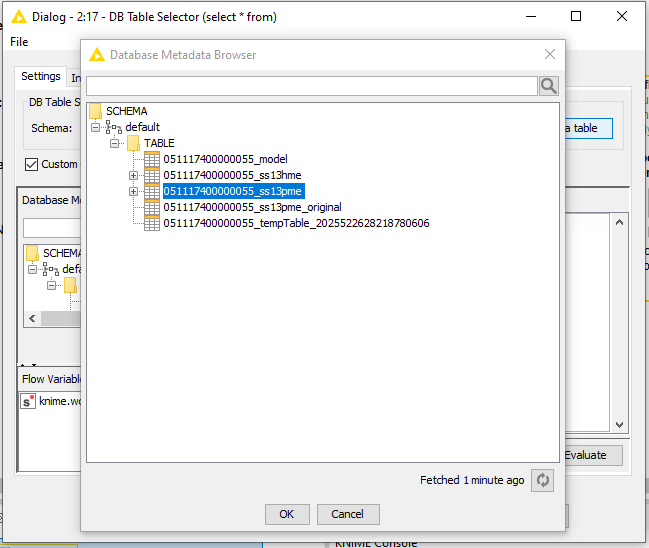 Dialog - 2:17 - DB Table Selector (select * from)
File
Database Metadata Browser
Settings
In
DB Table S
Schema:
a table
Custom
Database Me
SCHEMA
defa
Flow Variable
knime.wo
SCHEMA
default
TABLE
051117400000055_model
051117400000055_ss13hme
051117400000055_ss13pme
051117400000055_ss13pme_original
051117400000055_tempTable_2025522628218780606
Fetched 1 minute ago
Evaluate
OK
Cancel
KNIME Console